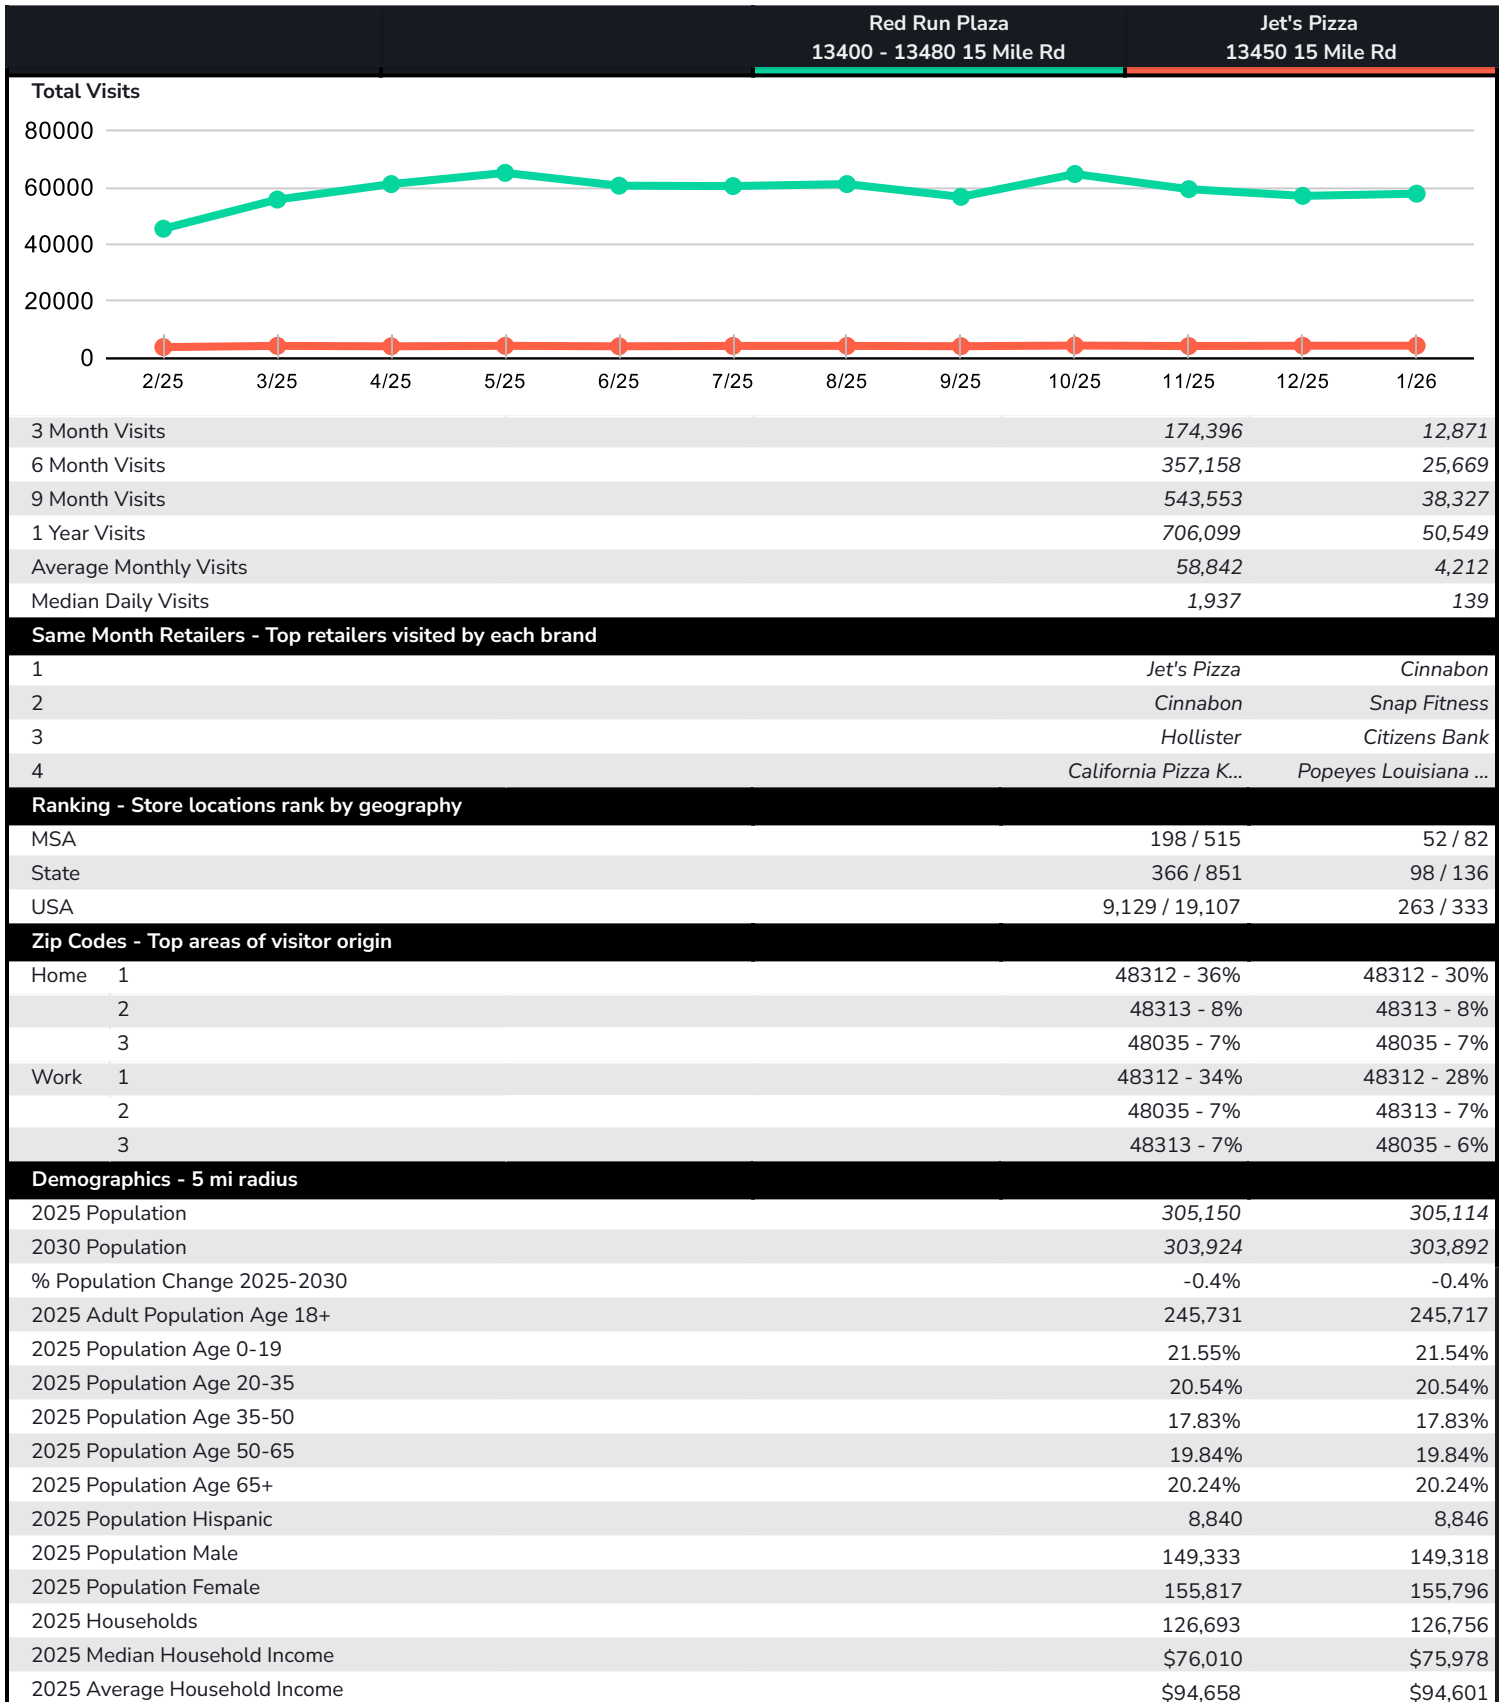 Red Run Plaza Jet's Pizza
13400 - 13480 15 Mile Rd 13450 15 Mile Rd
Total Visits
80000
60000
40000
20000
0
2/25 3/25 4/25 5/25 6/25 7/25 8/25 9/25 10/25 11/25 12/25 1/26
3 Month Visits 174,396 12,871
6 Month Visits 357,158 25,669
9 Month Visits 543,553 38,327
1 Year Visits 706,099 50,549
Average Monthly Visits 58,842 4,212
Median Daily Visits 1,937 139
Same Month Retailers - Top retailers visited by each brand
1 Jet's Pizza Cinnabon
2 Cinnabon Snap Fitness
3 Hollister Citizens Bank
4 California Pizza K... Popeyes Louisiana ...
Ranking - Store locations rank by geography
MSA 198 / 515 52 / 82
State 366 / 851 98 / 136
USA 9,129 / 19,107 263 / 333
Zip Codes - Top areas of visitor origin
Home 1 48312 - 36% 48312 - 30%
2 48313 - 8% 48313 - 8%
3 48035 - 7% 48035 - 7%
Work 1 48312 - 34% 48312 - 28%
2 48035 - 7% 48313 - 7%
3 48313 - 7% 48035 - 6%
Demographics - 5 mi radius
2025 Population 305,150 305,114
2030 Population 303,924 303,892
% Population Change 2025-2030 -0.4% -0.4%
2025 Adult Population Age 18+ 245,731 245,717
2025 Population Age 0-19 21.55% 21.54%
2025 Population Age 20-35 20.54% 20.54%
2025 Population Age 35-50 17.83% 17.83%
2025 Population Age 50-65 19.84% 19.84%
2025 Population Age 65+ 20.24% 20.24%
2025 Population Hispanic 8,840 8,846
2025 Population Male 149,333 149,318
2025 Population Female 155,817 155,796
2025 Households 126,693 126,756
2025 Median Household Income $76,010 $75,978
2025 Average Household Income $94,658 $94,601